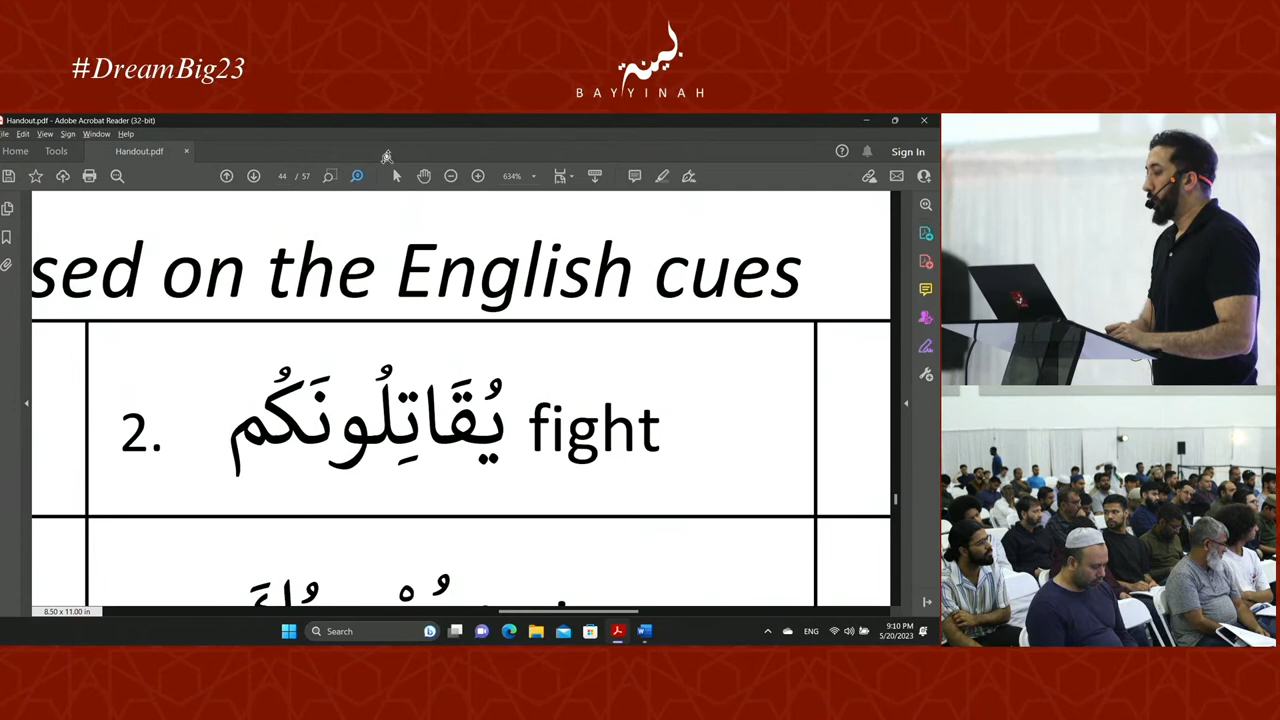 #DreamBig23
BAYYINAH
Handout.pdf - Adobe Acrobat Reader (32-bit)
Edit View Sign Window Help
Home Tools Handout.pdf × Sign In
44 / 57 634%
sed on the English cues
2. يُقَاتِلُونَكُم fight
8.50 x 11.00 in
Search ENG 9:10 PM
5/20/2023